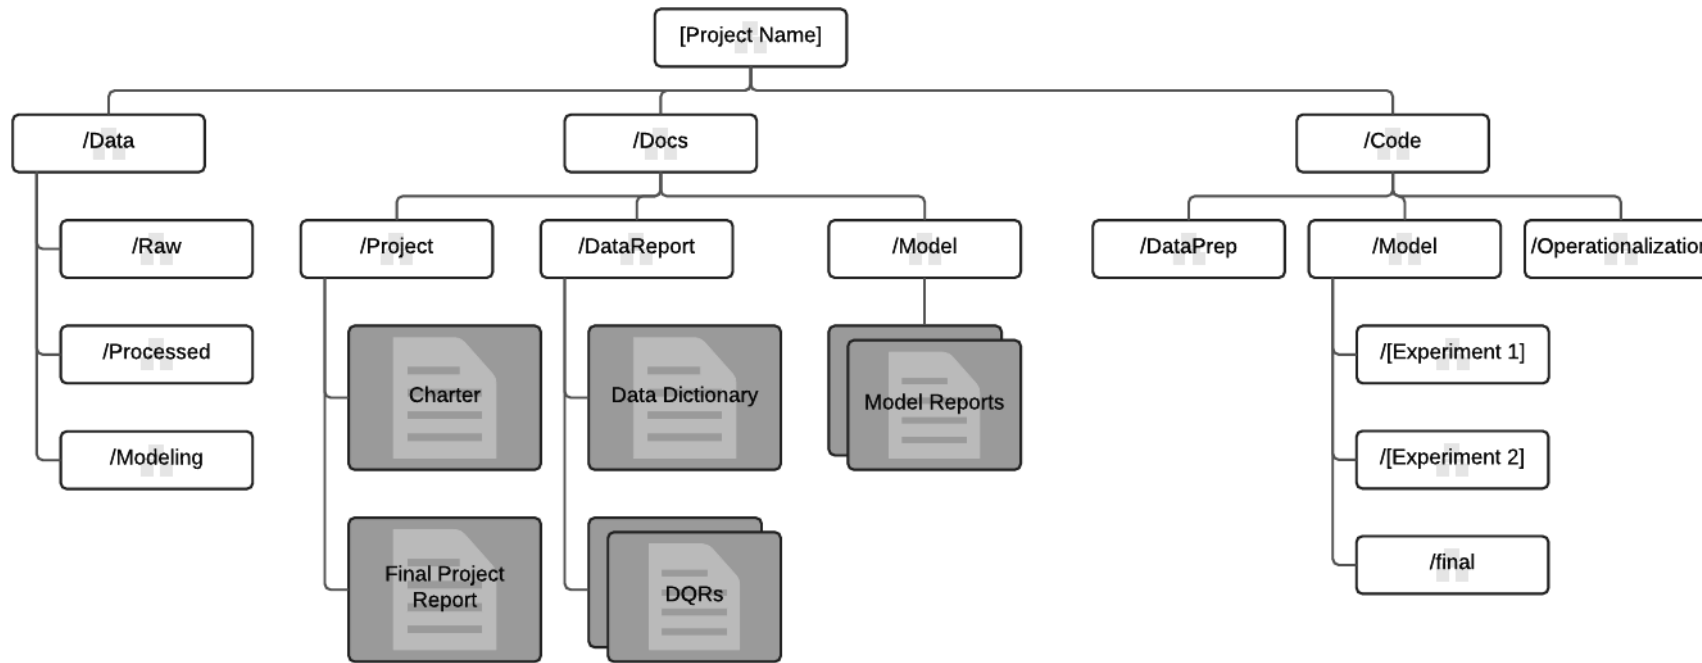 [Project Name]
/Data
/Docs
/Code
/Raw
/Project
/DataReport
/Model
/DataPrep
/Model
/Operationalization
/Processed
Charter
Data Dictionary
Model Reports
/[Experiment 1]
/Modeling
/[Experiment 2]
Final Project
Report
DQRs
/final